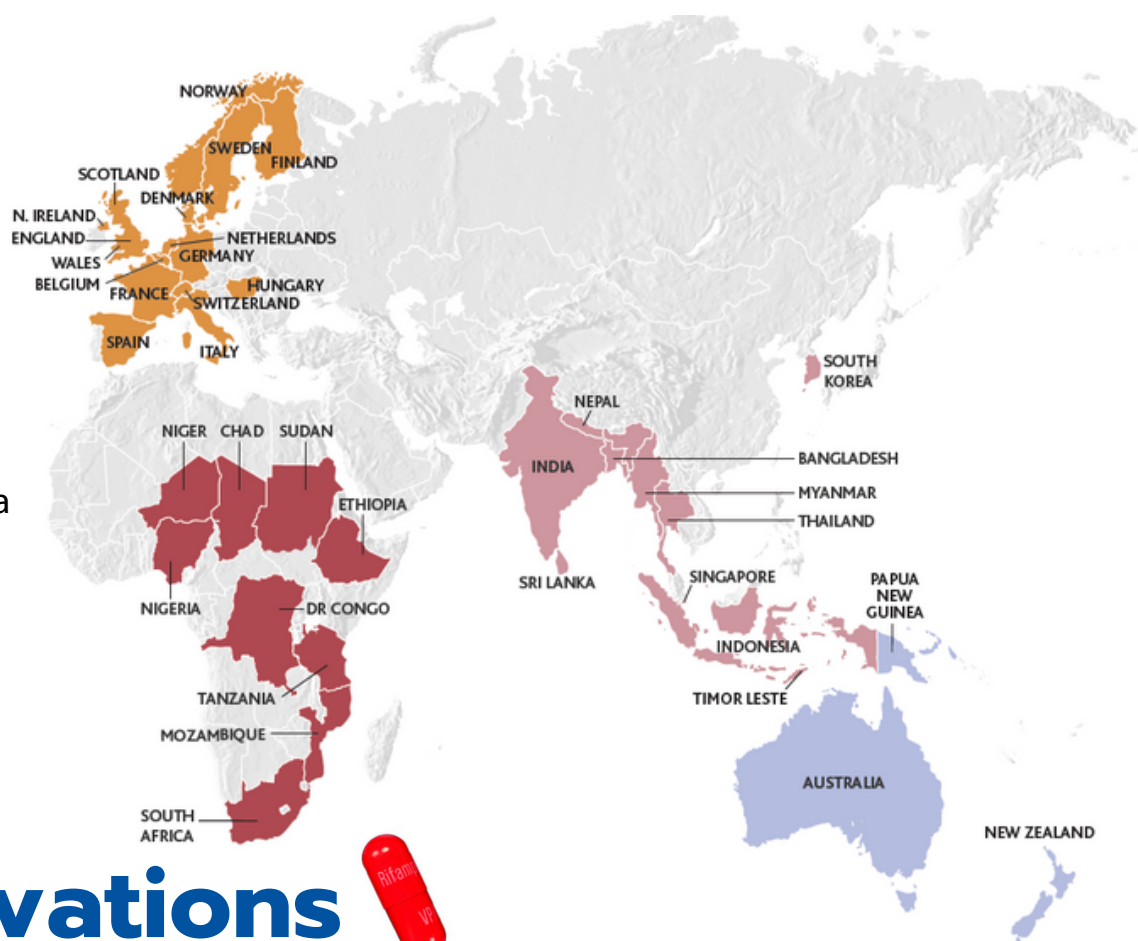 NORWAY
SWEDEN
FINLAND
SCOTLAND
DENMARK
N. IRELAND
ENGLAND
NETHERLANDS
WALES
GERMANY
BELGIUM
HUNGARY
FRANCE
SWITZERLAND
SPAIN
ITALY
SOUTH
KOREA
NEPAL
NIGER
CHAD
SUDAN
INDIA
BANGLADESH
a
ETHIOPIA
MYANMAR
THAILAND
SRI LANKA
SINGAPORE
PAPUA
NEW
GUINEA
NIGERIA
DR CONGO
INDONESIA
TANZANIA
TIMOR LESTE
MOZAMBIQUE
AUSTRALIA
SOUTH
AFRICA
NEW ZEALAND
vations
Rifam
VP